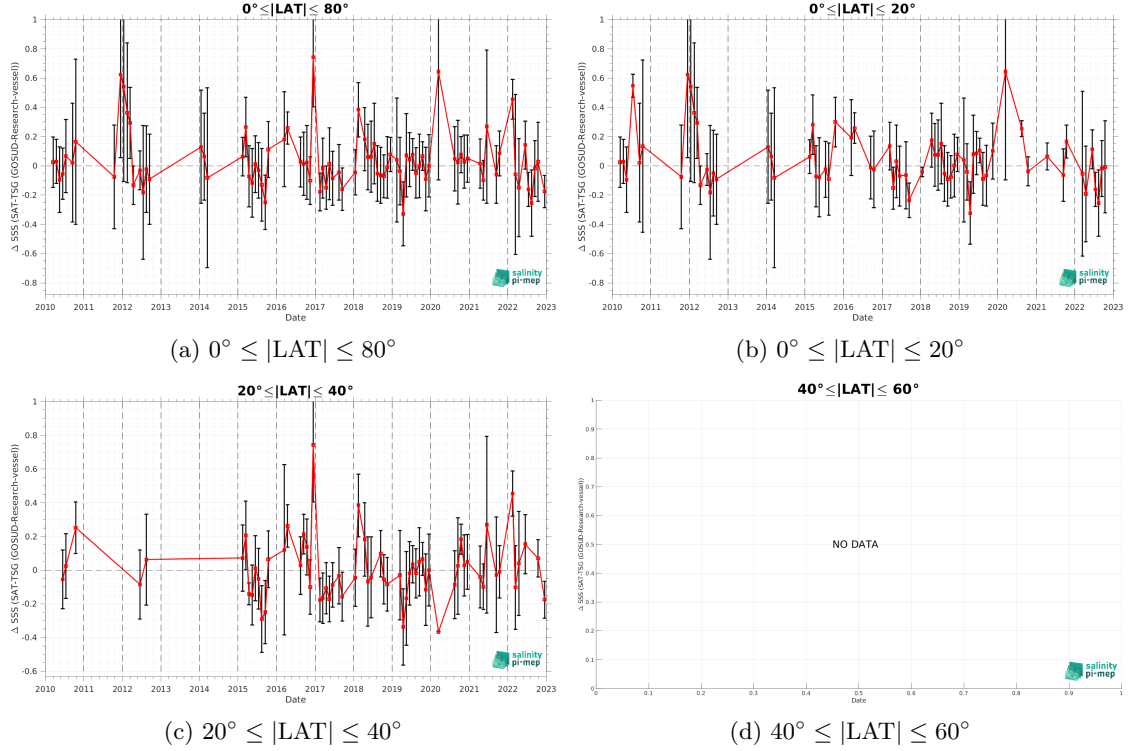 0°≤|LAT|≤ 80°
1
0.8
0.6
0.4
0.2
0
-0.2
-0.4
-0.6
-0.8
Δ SSS (SAT-TSG (GOSUD-Research-vessel))
2010 2011 2012 2013 2014 2015 2016 2017 2018 2019 2020 2021 2022 2023
Date
salinity
pi-mep
(a) 0° ≤ |LAT| ≤ 80°
0°≤|LAT|≤ 20°
1
0.8
0.6
0.4
0.2
0
-0.2
-0.4
-0.6
-0.8
Δ SSS (SAT-TSG (GOSUD-Research-vessel))
2010 2011 2012 2013 2014 2015 2016 2017 2018 2019 2020 2021 2022 2023
Date
salinity
pi-mep
(b) 0° ≤ |LAT| ≤ 20°
20°≤|LAT|≤ 40°
1
0.8
0.6
0.4
0.2
0
-0.2
-0.4
-0.6
Δ SSS (SAT-TSG (GOSUD-Research-vessel))
2010 2011 2012 2013 2014 2015 2016 2017 2018 2019 2020 2021 2022 2023
Date
salinity
pi-mep
(c) 20° ≤ |LAT| ≤ 40°
40°≤|LAT|≤ 60°
1
0.9
0.8
0.7
0.6
0.5
0.4
0.3
0.2
0.1
0
Δ SSS (SAT-TSG (GOSUD-Research-vessel))
NO DATA
0 0.1 0.2 0.3 0.4 0.5 0.6 0.7 0.8 0.9 1
Date
salinity
pi-mep
(d) 40° ≤ |LAT| ≤ 60°